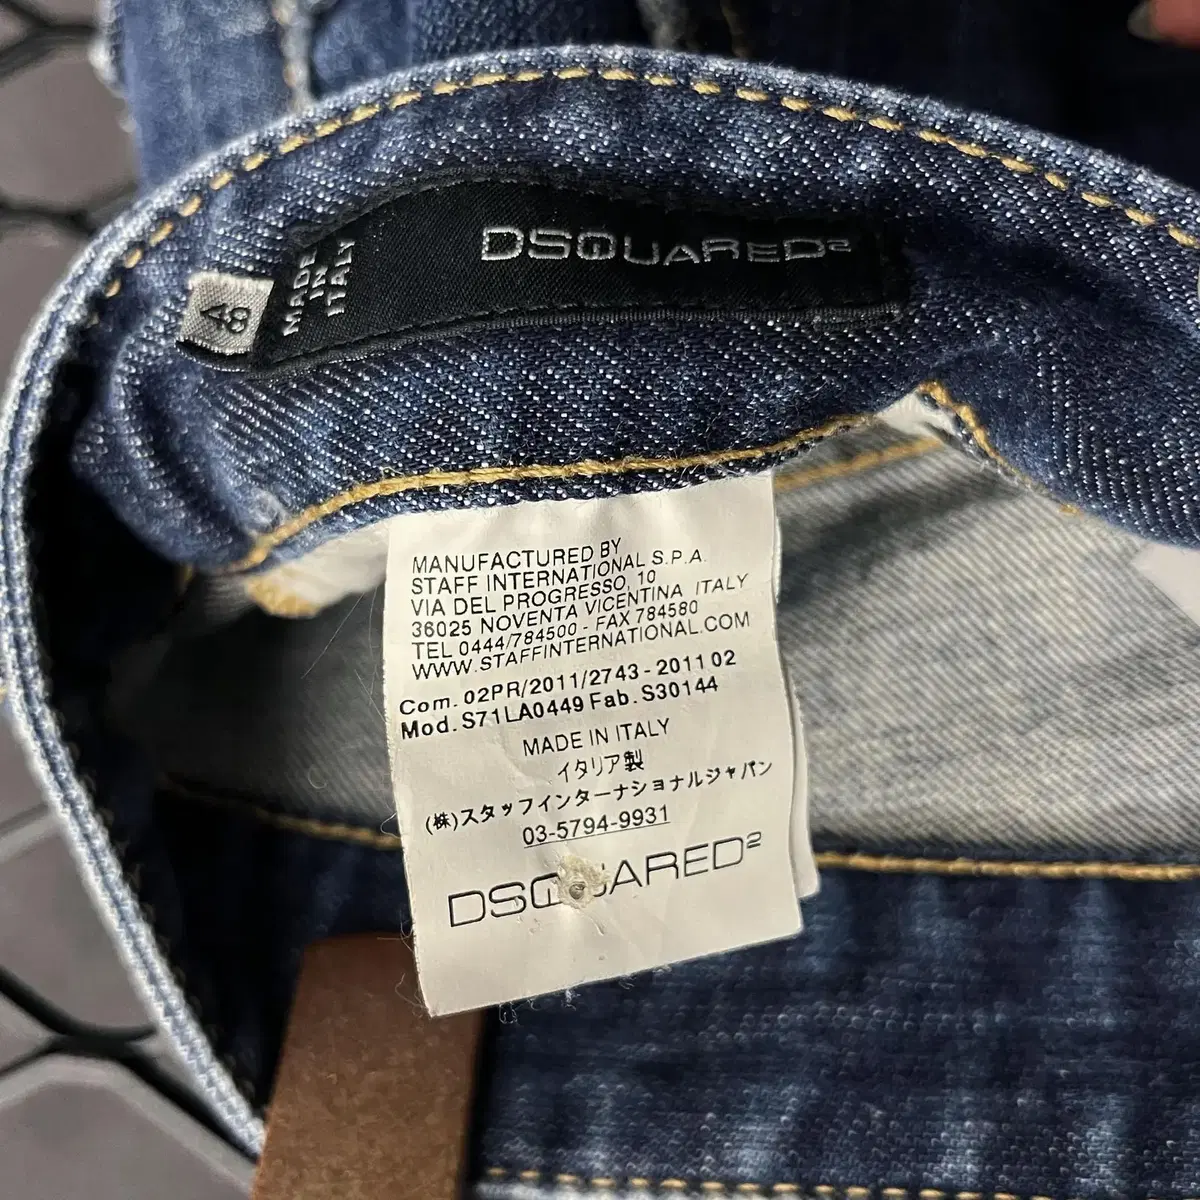 DSQUARED2
MADE
IN
ITALY
48
MANUFACTURED BY
STAFF INTERNATIONAL S.P.A.
VIA DEL PROGRESSO, 10
36025 NOVENTA VICENTINA ITALY
TEL 0444/784500 - FAX 784580
WWW.STAFFINTERNATIONAL.COM
Com. 02PR/2011/2743 - 2011 02
Mod. S71LA0449 Fab. S30144
MADE IN ITALY
イタリア製
(株)スタッフインターナショナルジャパン
03-5794-9931
DSQUARED2